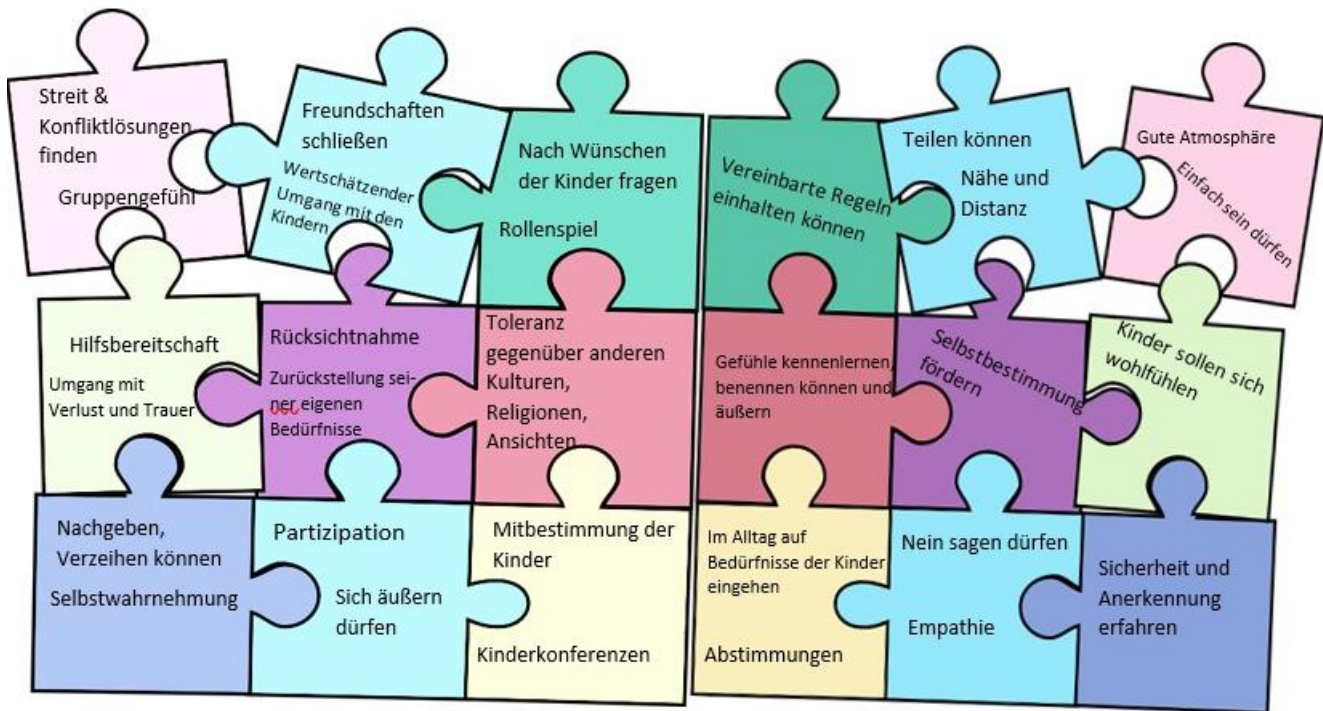 Streit &
Konfliktlösungen
finden
Gruppengefühl
Freundschaften
schließen
Wertschätzender
Umgang mit den
Kindern
Nach Wünschen
der Kinder fragen
Rollenspiel
Vereinbarte Regeln
einhalten können
Teilen können
Nähe und
Distanz
Gute Atmosphäre
Einfach sein dürfen
Hilfsbereitschaft
Umgang mit
Verlust und Trauer
Rücksichtnahme
Zurückstellung sei-
ner eigenen
Bedürfnisse
Toleranz
gegenüber anderen
Kulturen,
Religionen,
Ansichten
Gefühle kennenlernen,
benennen können und
äußern
Selbstbestimmung
fördern
Kinder sollen sich
wohlfühlen
Nachgeben,
Verzeihen können
Selbstwahrnehmung
Partizipation
Sich äußern
dürfen
Mitbestimmung der
Kinder
Kinderkonferenzen
Im Alltag auf
Bedürfnisse der Kinder
eingehen
Abstimmungen
Nein sagen dürfen
Empathie
Sicherheit und
Anerkennung
erfahren